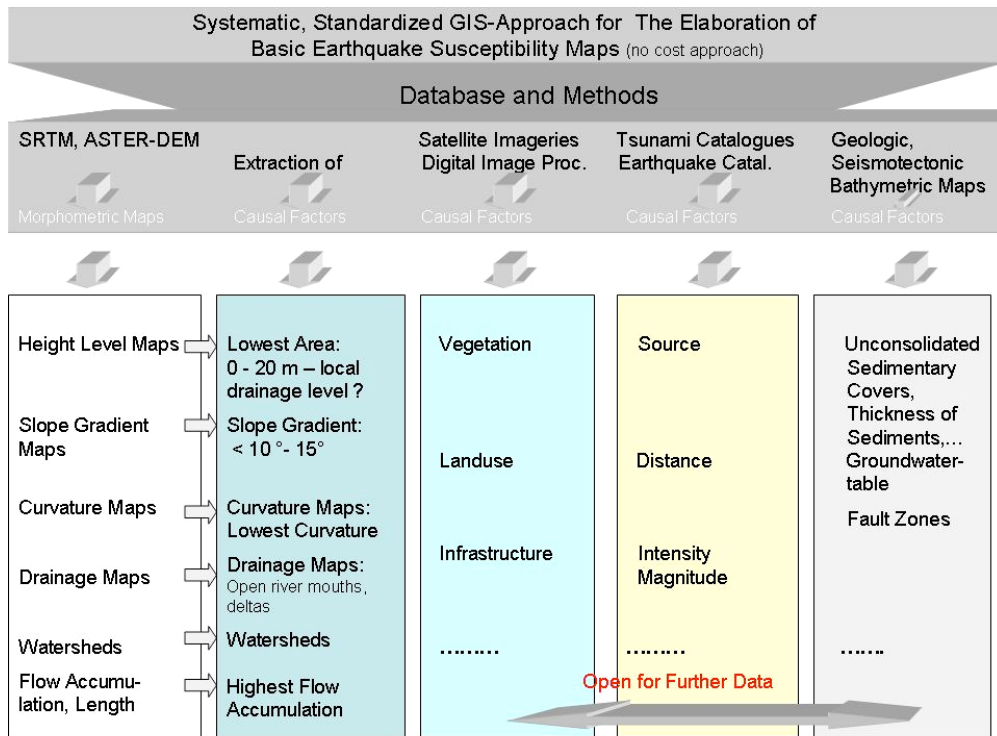 Systematic, Standardized GIS-Approach for The Elaboration of
Basic Earthquake Susceptibility Maps (no cost approach)
Database and Methods
SRTM, ASTER-DEM
Morphometric Maps
Extraction of
Causal Factors
Satellite Imageries
Digital Image Proc.
Causal Factors
Tsunami Catalogues
Earthquake Catal.
Causal Factors
Geologic,
Seismotectonic
Bathymetric Maps
Causal Factors
Height Level Maps
Slope Gradient
Maps
Curvature Maps
Drainage Maps
Watersheds
Flow Accumu-
lation, Length
Lowest Area:
0 - 20 m – local
drainage level ?
Slope Gradient:
< 10 °- 15°
Curvature Maps:
Lowest Curvature
Drainage Maps:
Open river mouths,
deltas
Watersheds
Highest Flow
Accumulation
Vegetation
Landuse
Infrastructure
………
Source
Distance
Intensity
Magnitude
………
Unconsolidated
Sedimentary
Covers,
Thickness of
Sediments,…
Groundwater-
table
Fault Zones
…….
Open for Further Data